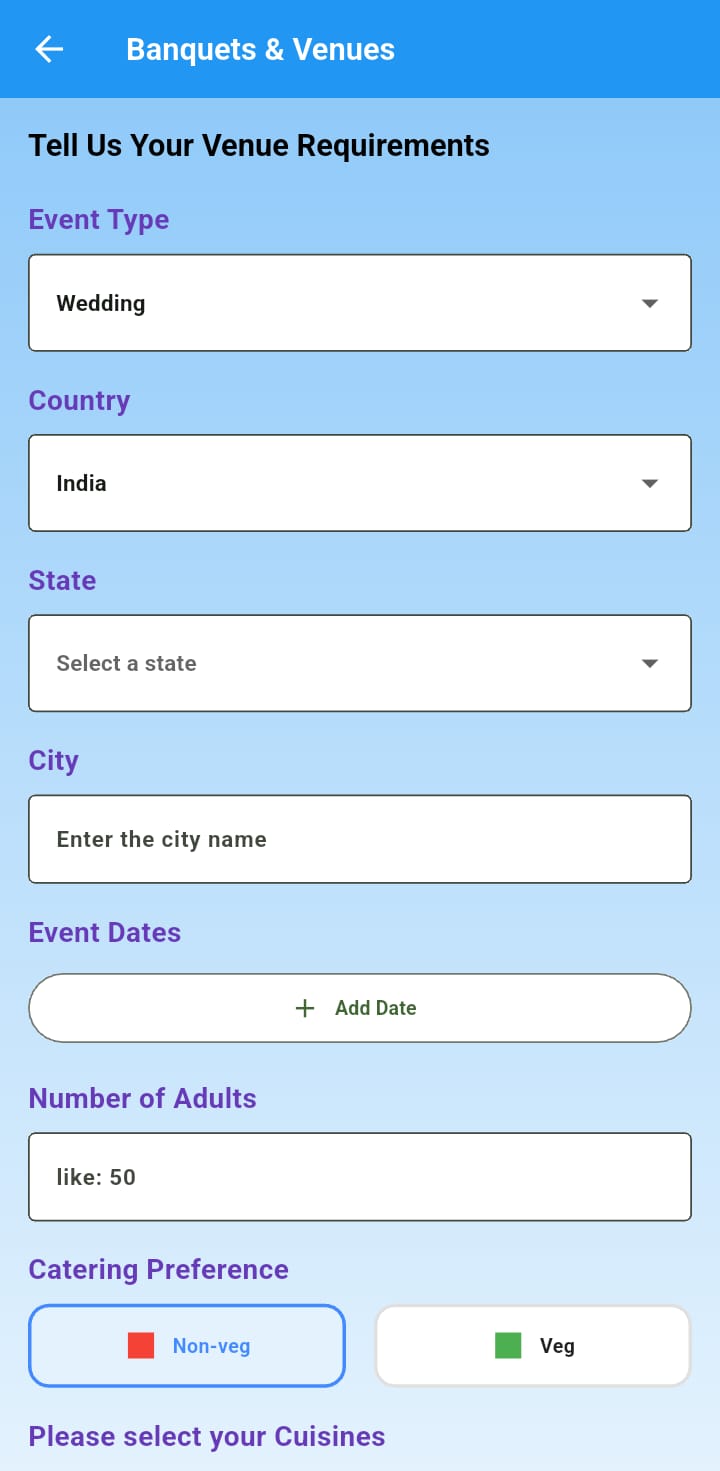 Banquets & Venues
Tell Us Your Venue Requirements
Event Type
Wedding
Country
India
State
Select a state
City
Enter the city name
Event Dates
+ Add Date
Number of Adults
like: 50
Catering Preference
Non-veg
Veg
Please select your Cuisines